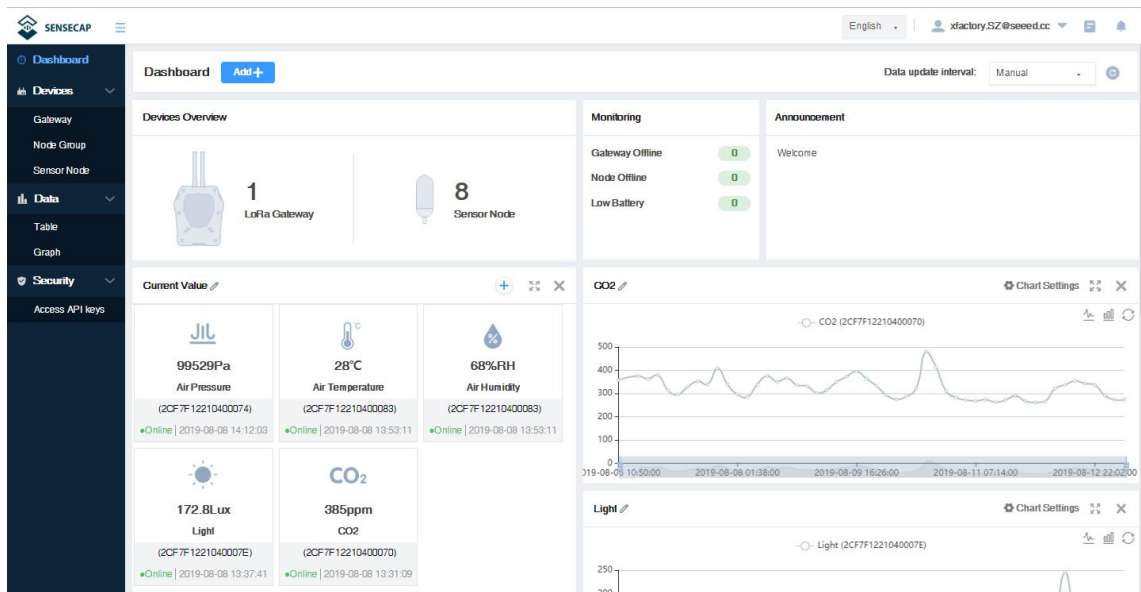 SENSECAP
English
xfactory.SZ@seeed.cc
Dashboard
Devices
Gateway
Node Group
Sensor Node
Data
Table
Graph
Security
Access API keys
Dashboard Add+
Data update interval: Manual
Devices Overview
1
LoRa Gateway
8
Sensor Node
Monitoring
Gateway Offline 0
Node Offline 0
Low Battery 0
Announcement
Welcome
Current Value
99529Pa
Air Pressure
(2CF7F12210400074)
Online | 2019-08-08 14:12:03
°C
28°C
Air Temperature
(2CF7F12210400083)
Online | 2019-08-08 13:53:11
%
68%RH
Air Humidity
(2CF7F12210400083)
Online | 2019-08-08 13:53:11
172.8Lux
Light
(2CF7F1221040007E)
Online | 2019-08-08 13:37:41
CO2
385ppm
CO2
(2CF7F12210400070)
Online | 2019-08-08 13:31:09
CO2
Chart Settings
CO2 (2CF7F12210400070)
500
400
300
200
100
0
10:50:00
2019-08-08 01:38:00
2019-08-09 16:26:00
2019-08-11 07:14:00
2019-08-12 22:02:00
Light
Chart Settings
Light (2CF7F1221040007E)
250